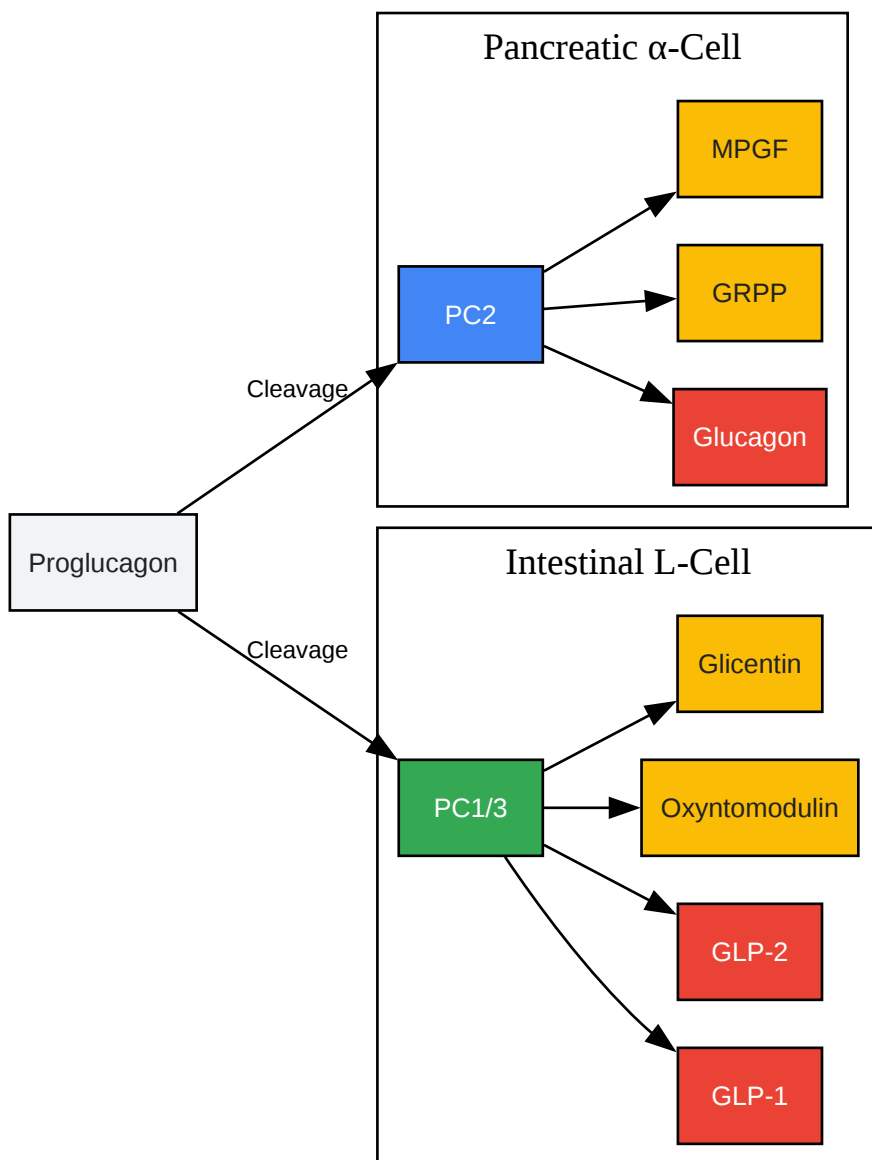 Pancreatic α-Cell
MPGF
GRPP
PC2
Glucagon
Cleavage
Proglucagon
Cleavage
Intestinal L-Cell
Glicentin
PC1/3
Oxyntomodulin
GLP-2
GLP-1